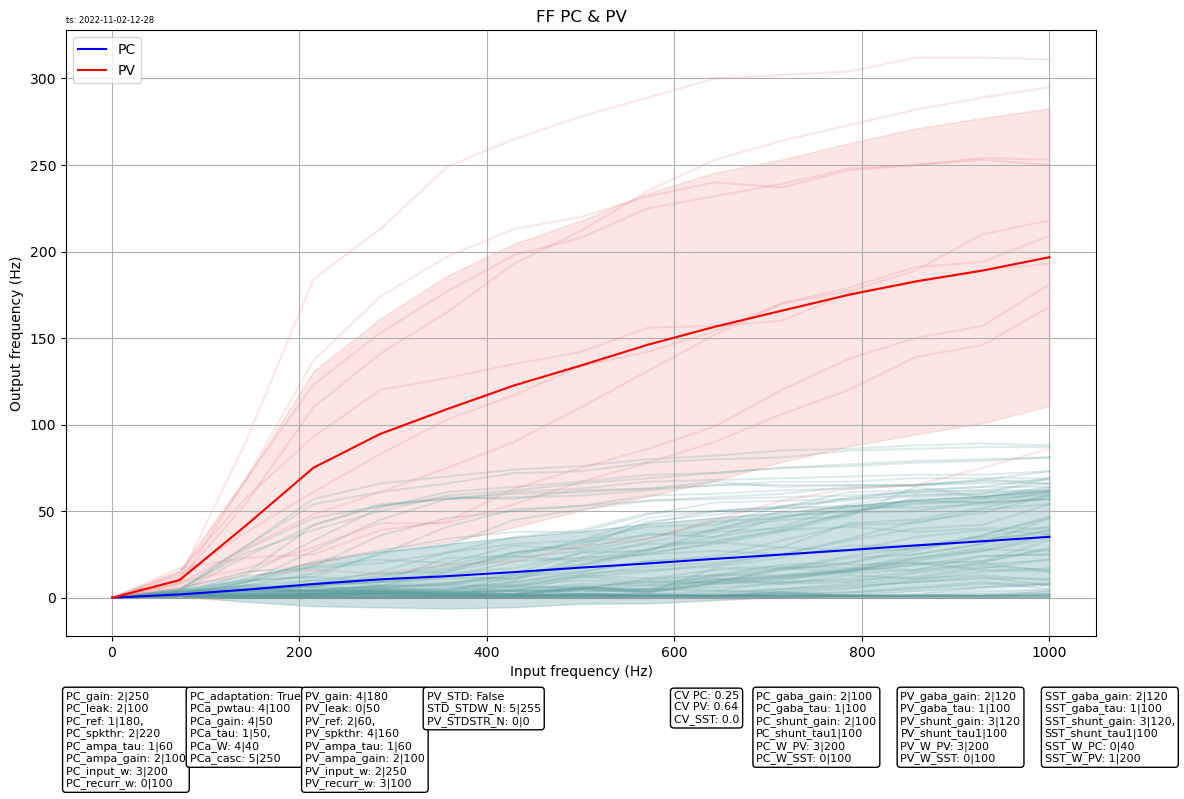 ts: 2022-11-02-12-28
FF PC & PV
PC
PV
Output frequency (Hz)
300
250
200
150
100
50
0
0 200 400 600 800 1000
Input frequency (Hz)
PC_gain: 2|250
PC_leak: 2|100
PC_ref: 1|180,
PC_spkthr: 2|220
PC_ampa_tau: 1|60
PC_ampa_gain: 2|100
PC_input_w: 3|200
PC_recurr_w: 0|100
PC_adaptation: True
PCa_pwtau: 4|100
PCa_gain: 4|50
PCa_tau: 1|50,
PCa_W: 4|40
PCa_casc: 5|250
PV_gain: 4|180
PV_leak: 0|50
PV_ref: 2|60,
PV_spkthr: 4|160
PV_ampa_tau: 1|60
PV_ampa_gain: 2|100
PV_input_w: 2|250
PV_recurr_w: 3|100
PV_STD: False
STD_STDW_N: 5|255
PV_STDSTR_N: 0|0
CV PC: 0.25
CV PV: 0.64
CV_SST: 0.0
PC_gaba_gain: 2|100
PC_gaba_tau: 1|100
PC_shunt_gain: 2|100
PC_shunt_tau1|100
PC_W_PV: 3|200
PC_W_SST: 0|100
PV_gaba_gain: 2|120
PV_gaba_tau: 1|100
PV_shunt_gain: 3|120
PV_shunt_tau1|100
PV_W_PV: 3|200
PV_W_SST: 0|100
SST_gaba_gain: 2|120
SST_gaba_tau: 1|100
SST_shunt_gain: 3|120,
SST_shunt_tau1|100
SST_W_PC: 0|40
SST_W_PV: 1|200